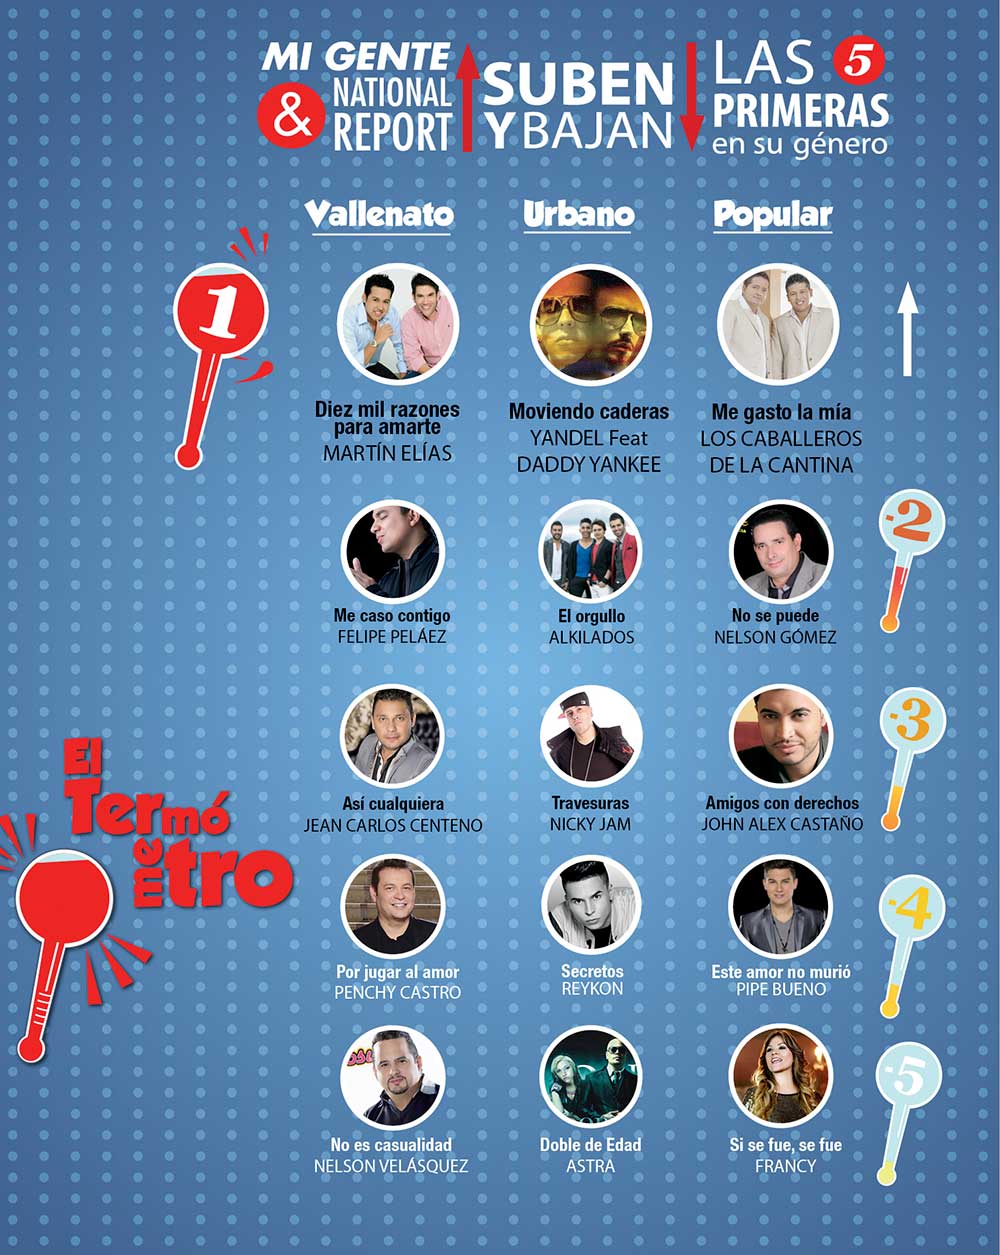 MI GENTE
& NATIONAL
REPORT
SUBEN
Y BAJAN
LAS 5
PRIMERAS
en su género
Vallenato
Urbano
Popular
1
Diez mil razones
para amarte
MARTÍN ELÍAS
Moviendo caderas
YANDEL Feat
DADDY YANKEE
Me gasto la mía
LOS CABALLEROS
DE LA CANTINA
-2
Me caso contigo
FELIPE PELÁEZ
El orgullo
ALKILADOS
No se puede
NELSON GÓMEZ
-3
Así cualquiera
JEAN CARLOS CENTENO
Travesuras
NICKY JAM
Amigos con derechos
JOHN ALEX CASTAÑO
El
Termó
metro
-4
Por jugar al amor
PENCHY CASTRO
Secretos
REYKON
Este amor no murió
PIPE BUENO
-5
No es casualidad
NELSON VELÁSQUEZ
Doble de Edad
ASTRA
Si se fue, se fue
FRANCY